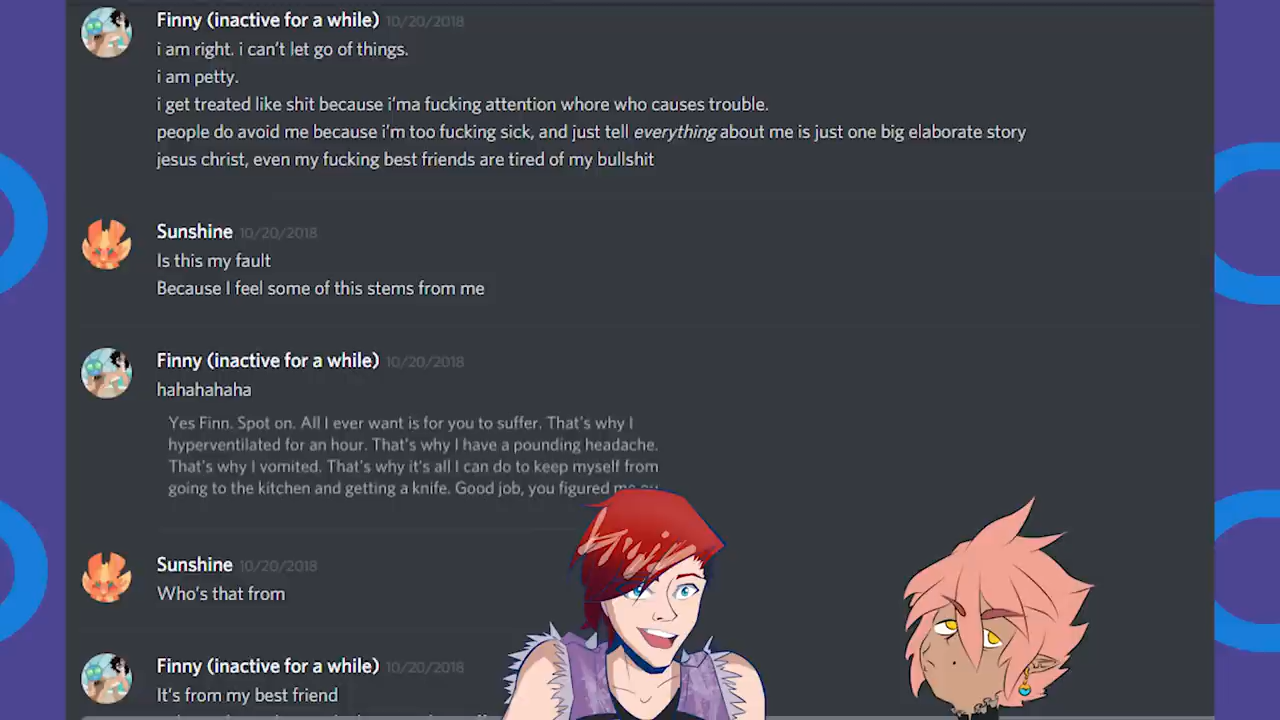 Finny (inactive for a while) 10/20/2018
i am right. i can't let go of things.
i am petty.
i get treated like shit because i'ma fucking attention whore who causes trouble.
people do avoid me because i'm too fucking sick, and just tell everything about me is just one big elaborate story
jesus christ, even my fucking best friends are tired of my bullshit
Sunshine 10/20/2018
Is this my fault
Because I feel some of this stems from me
Finny (inactive for a while) 10/20/2018
hahahahaha
Yes Finn. Spot on. All I ever want is for you to suffer. That's why I
hyperventilated for an hour. That's why I have a pounding headache.
That's why I vomited. That's why it's all I can do to keep myself from
going to the kitchen and getting a knife. Good job, you figured
Sunshine 10/20/2018
Who's that from
Finny (inactive for a while) 10/20/2018
It's from my best friend